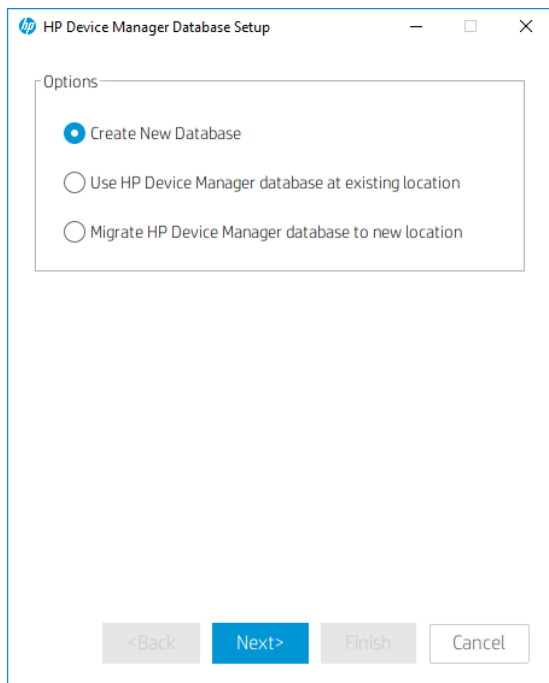 hp HP Device Manager Database Setup
Options
Create New Database
Use HP Device Manager database at existing location
Migrate HP Device Manager database to new location
<Back Next> Finish Cancel